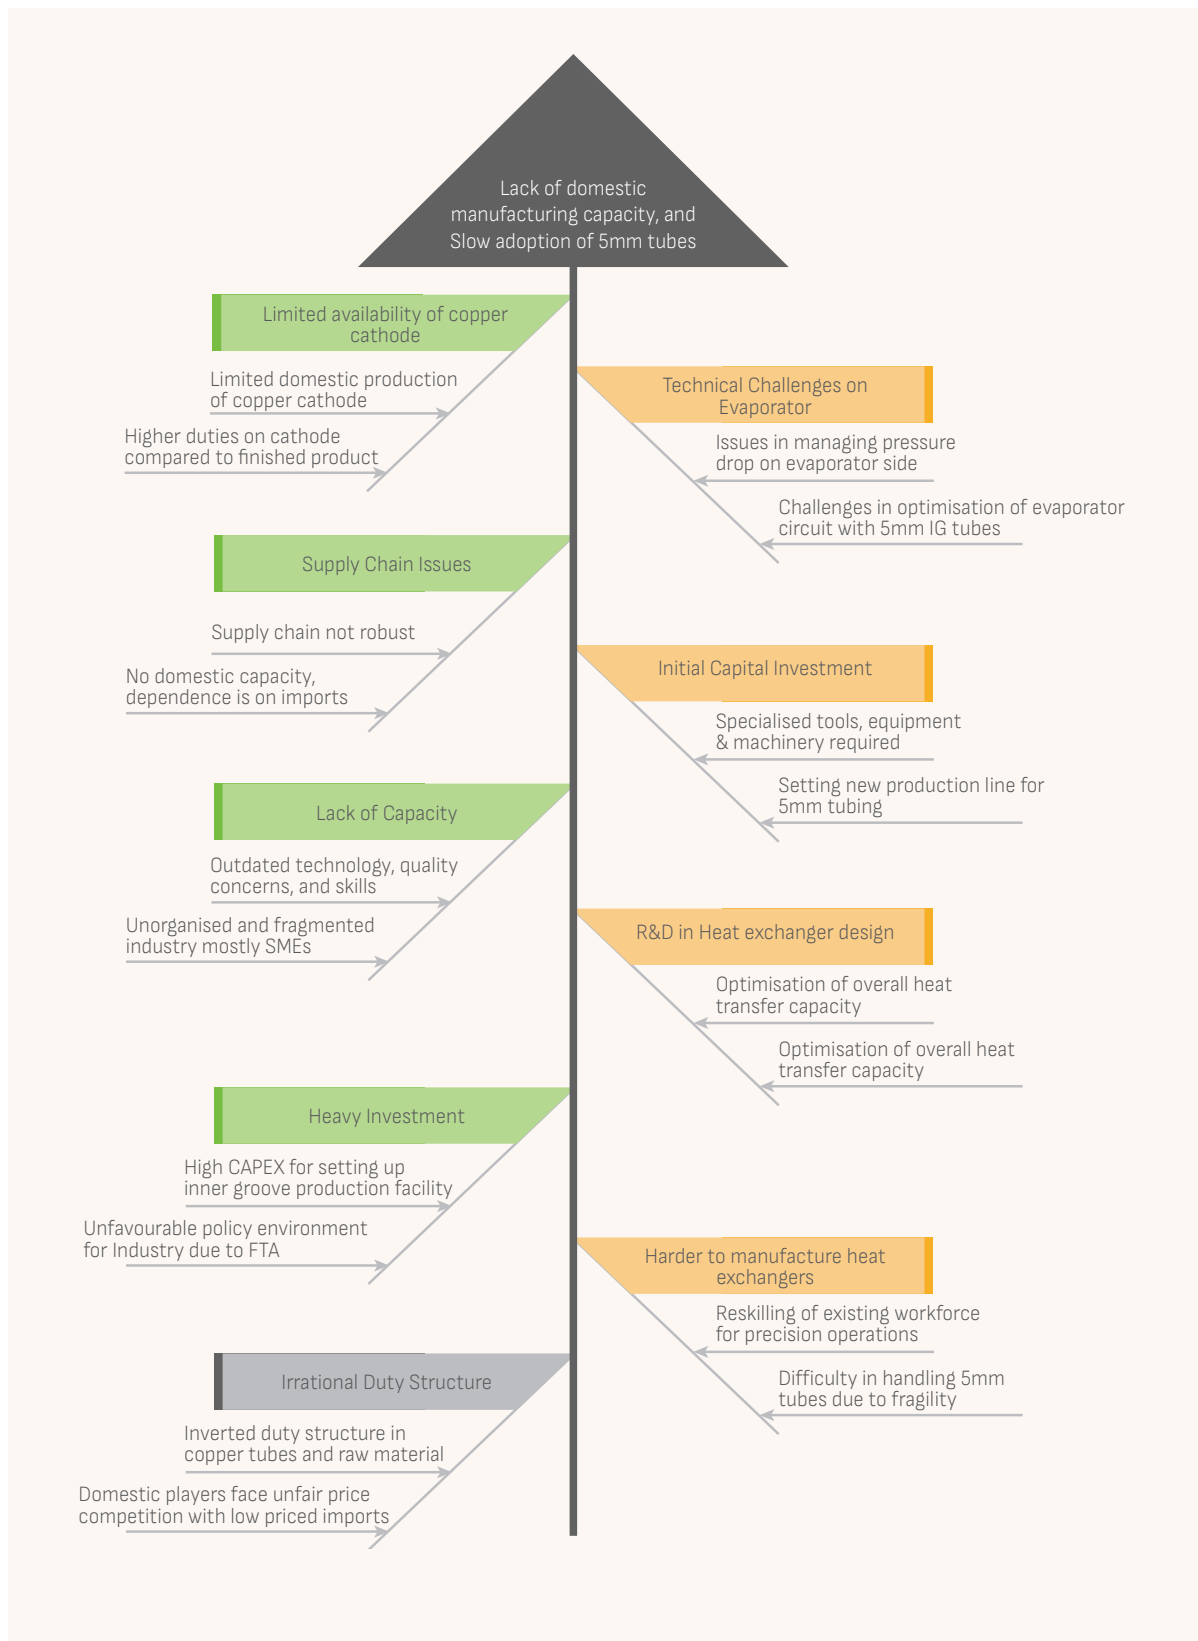 Lack of domestic
manufacturing capacity, and
Slow adoption of 5mm tubes
Limited availability of copper
cathode
Limited domestic production
of copper cathode
Higher duties on cathode
compared to finished product
Technical Challenges on
Evaporator
Issues in managing pressure
drop on evaporator side
Challenges in optimisation of evaporator
circuit with 5mm IG tubes
Supply Chain Issues
Supply chain not robust
No domestic capacity,
dependence is on imports
Initial Capital Investment
Specialised tools, equipment
& machinery required
Setting new production line for
5mm tubing
Lack of Capacity
Outdated technology, quality
concerns, and skills
Unorganised and fragmented
industry mostly SMEs
R&D in Heat exchanger design
Optimisation of overall heat
transfer capacity
Optimisation of overall heat
transfer capacity
Heavy Investment
High CAPEX for setting up
inner groove production facility
Unfavourable policy environment
for Industry due to FTA
Harder to manufacture heat
exchangers
Reskilling of existing workforce
for precision operations
Difficulty in handling 5mm
tubes due to fragility
Irrational Duty Structure
Inverted duty structure in
copper tubes and raw material
Domestic players face unfair price
competition with low priced imports